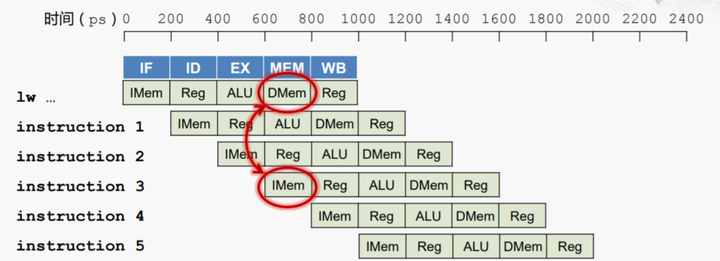 时间(ps) 0 200 400 600 800 1000 1200 1400 1600 1800 2000 2200 2400
IF ID EX MEM WB
lw … IMem Reg ALU DMem Reg
instruction 1 IMem Reg ALU DMem Reg
instruction 2 IMem Reg ALU DMem Reg
instruction 3 IMem Reg ALU DMem Reg
instruction 4 IMem Reg ALU DMem Reg
instruction 5 IMem Reg ALU DMem Reg